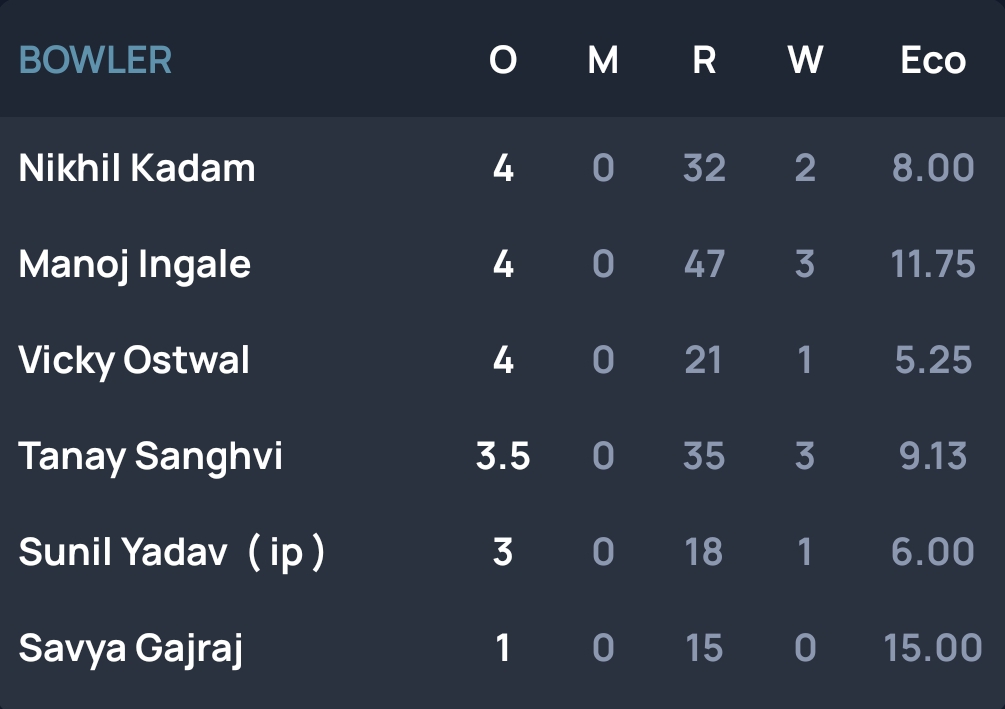 BOWLER O M R W Eco
Nikhil Kadam 4 0 32 2 8.00
Manoj Ingale 4 0 47 3 11.75
Vicky Ostwal 4 0 21 1 5.25
Tanay Sanghvi 3.5 0 35 3 9.13
Sunil Yadav ( ip ) 3 0 18 1 6.00
Savya Gajraj 1 0 15 0 15.00